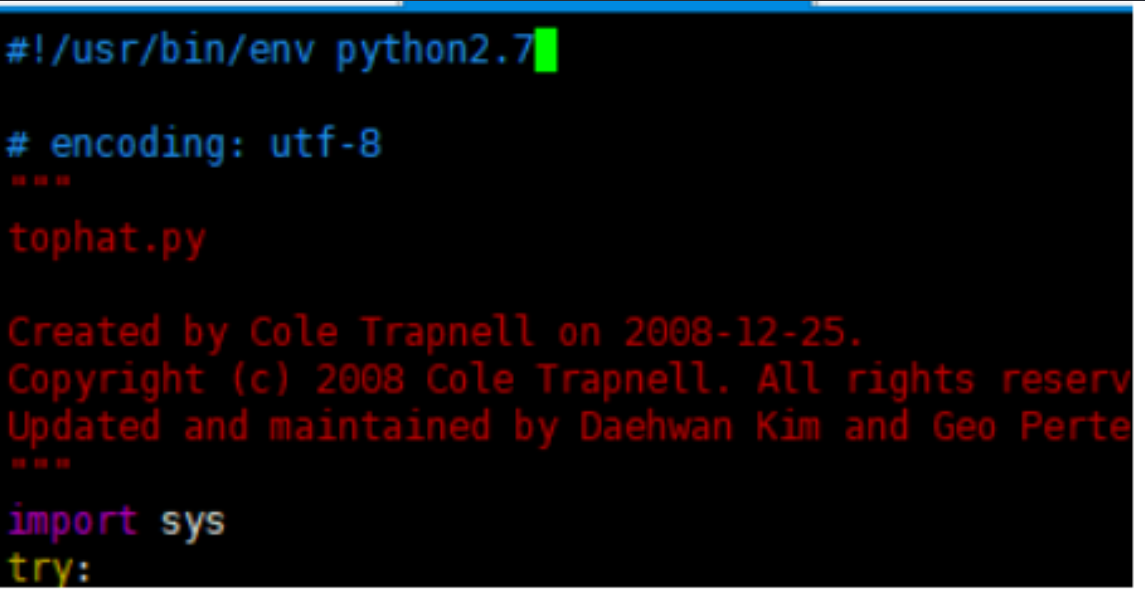 #!/usr/bin/env python2.7
# encoding: utf-8
"""
tophat.py
Created by Cole Trapnell on 2008-12-25.
Copyright (c) 2008 Cole Trapnell. All rights reserv
Updated and maintained by Daehwan Kim and Geo Perte
"""
import sys
try: